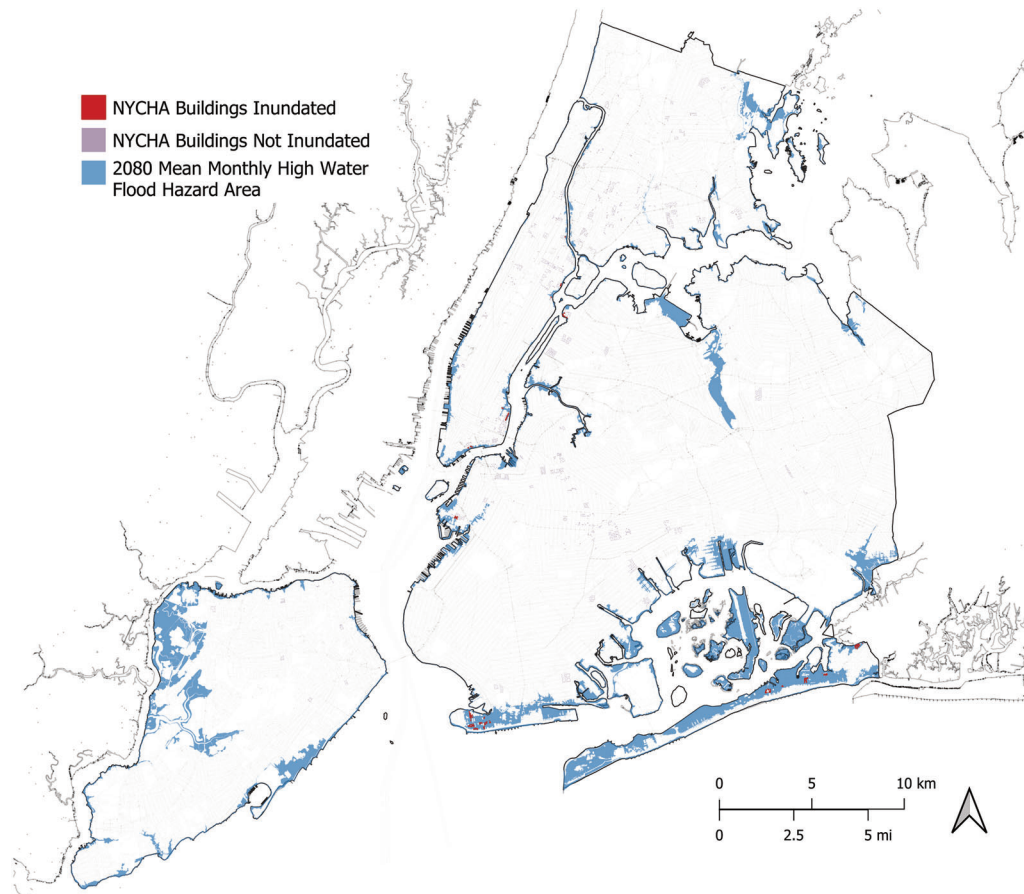 NYCHA Buildings Inundated
NYCHA Buildings Not Inundated
2080 Mean Monthly High Water
Flood Hazard Area
0 5 10 km
0 2.5 5 mi